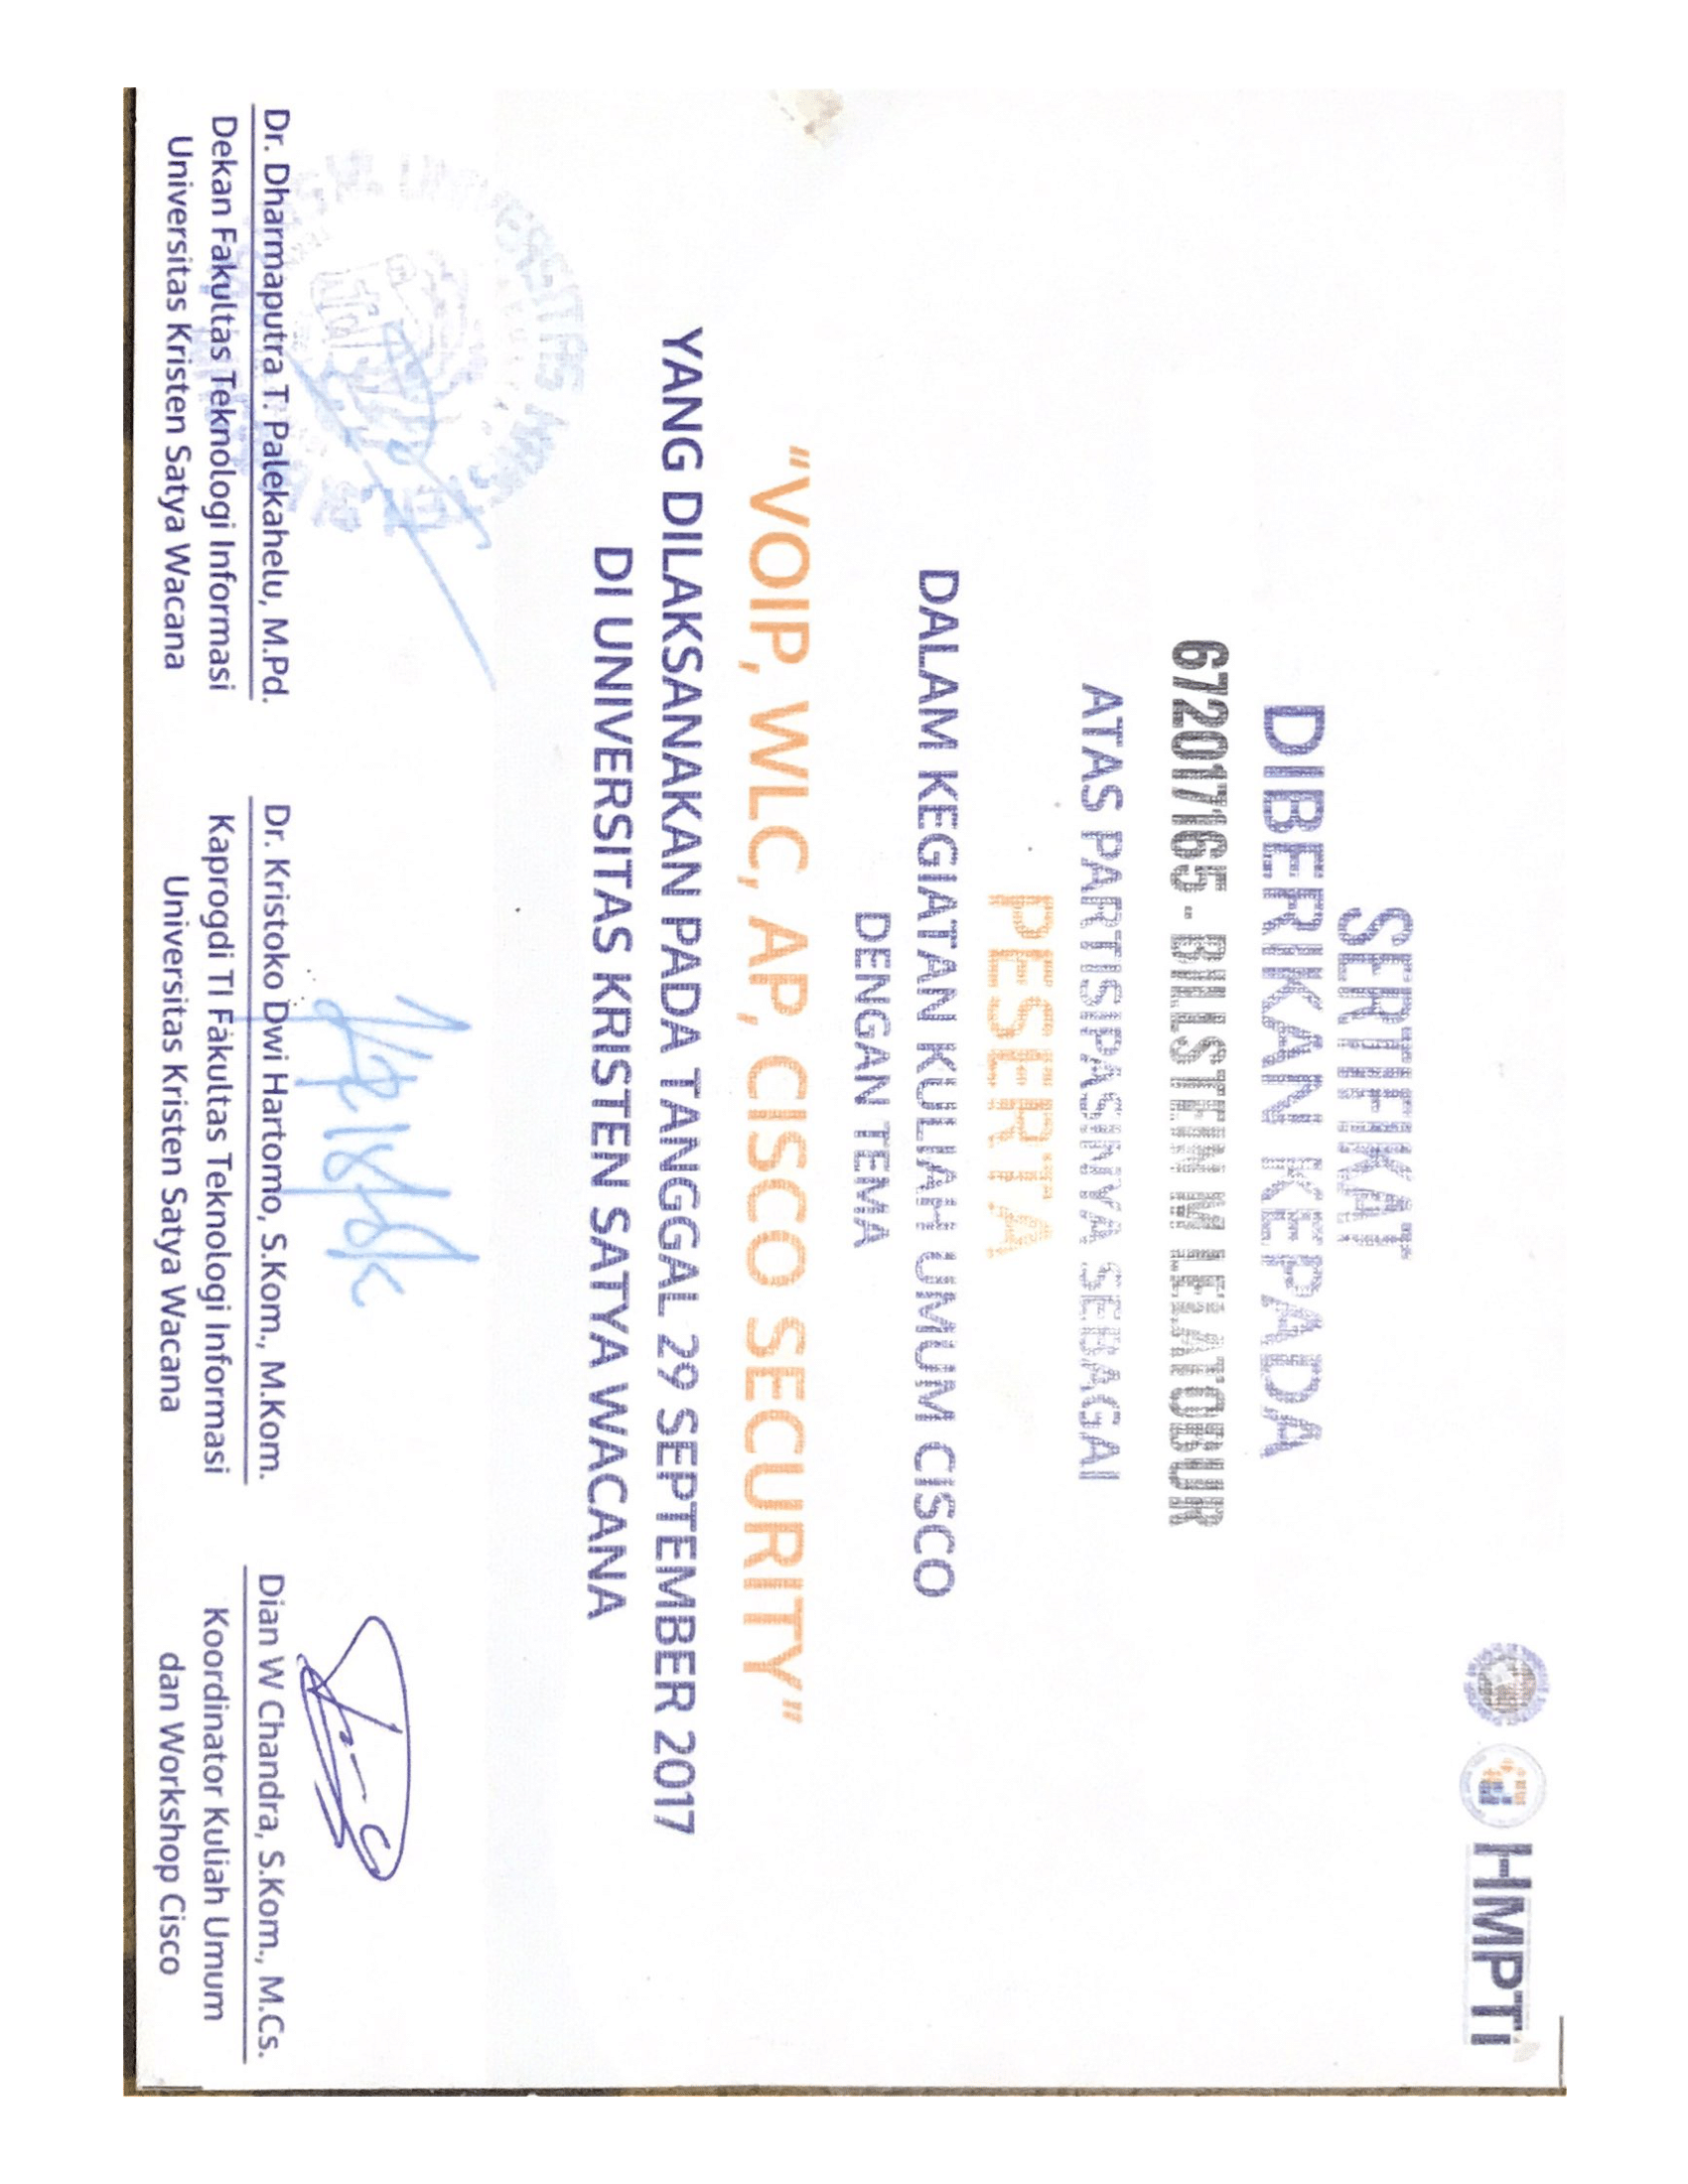 HMPTI
SERTIFIKAT
DIBERIKAN KEPADA
672017165 - BILLSTEIN M LELATOBUR
ATAS PARTISIPASINYA SEBAGAI
PESERTA
DALAM KEGIATAN KULIAH UMUM CISCO
DENGAN TEMA
"VOIP, WLC, AP, CISCO SECURITY"
YANG DILAKSANAKAN PADA TANGGAL 29 SEPTEMBER 2017
DI UNIVERSITAS KRISTEN SATYA WACANA
Dr. Dharmaputra T. Palekahelu, M.Pd.
Dekan Fakultas Teknologi Informasi
Universitas Kristen Satya Wacana
Dr. Kristoko Dwi Hartomo, S.Kom., M.Kom.
Kaprogdi TI Fakultas Teknologi Informasi
Universitas Kristen Satya Wacana
Dian W Chandra, S.Kom., M.Cs.
Koordinator Kuliah Umum
dan Workshop Cisco